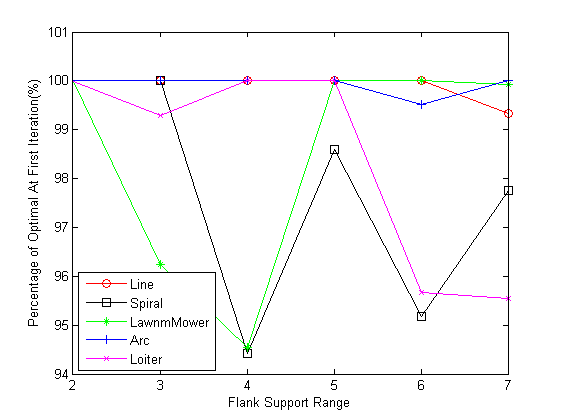 101
100
99
98
97
96
95
94
Percentage of Optimal At First Iteration(%)
Line
Spiral
LawnmMower
Arc
Loiter
2 3 4 5 6 7
Flank Support Range